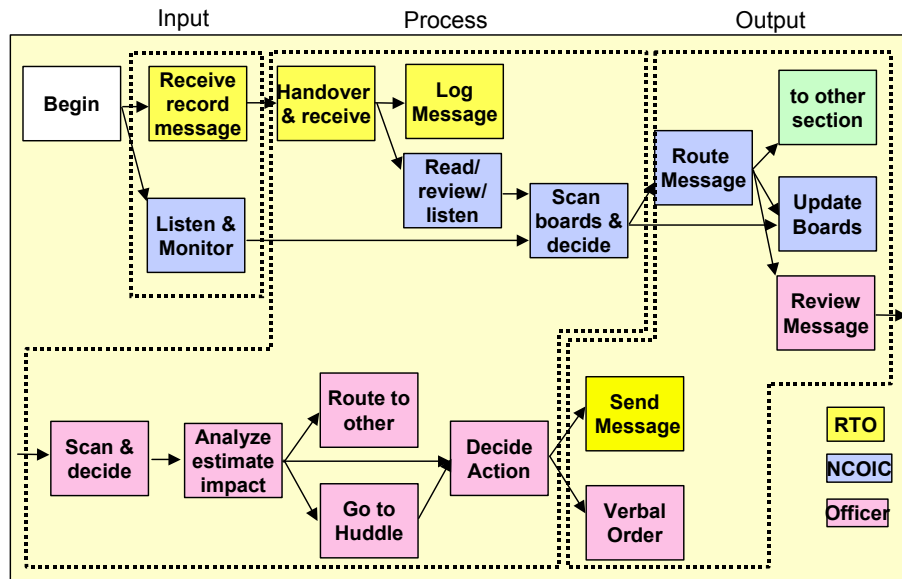 Input
Process
Output
Begin
Receive
record
message
Handover
& receive
Log
Message
to other
section
Listen &
Monitor
Read/
review/
listen
Scan
boards &
decide
Route
Message
Update
Boards
Review
Message
Scan &
decide
Analyze
estimate
impact
Route to
other
Go to
Huddle
Decide
Action
Send
Message
Verbal
Order
RTO
NCOIC
Officer